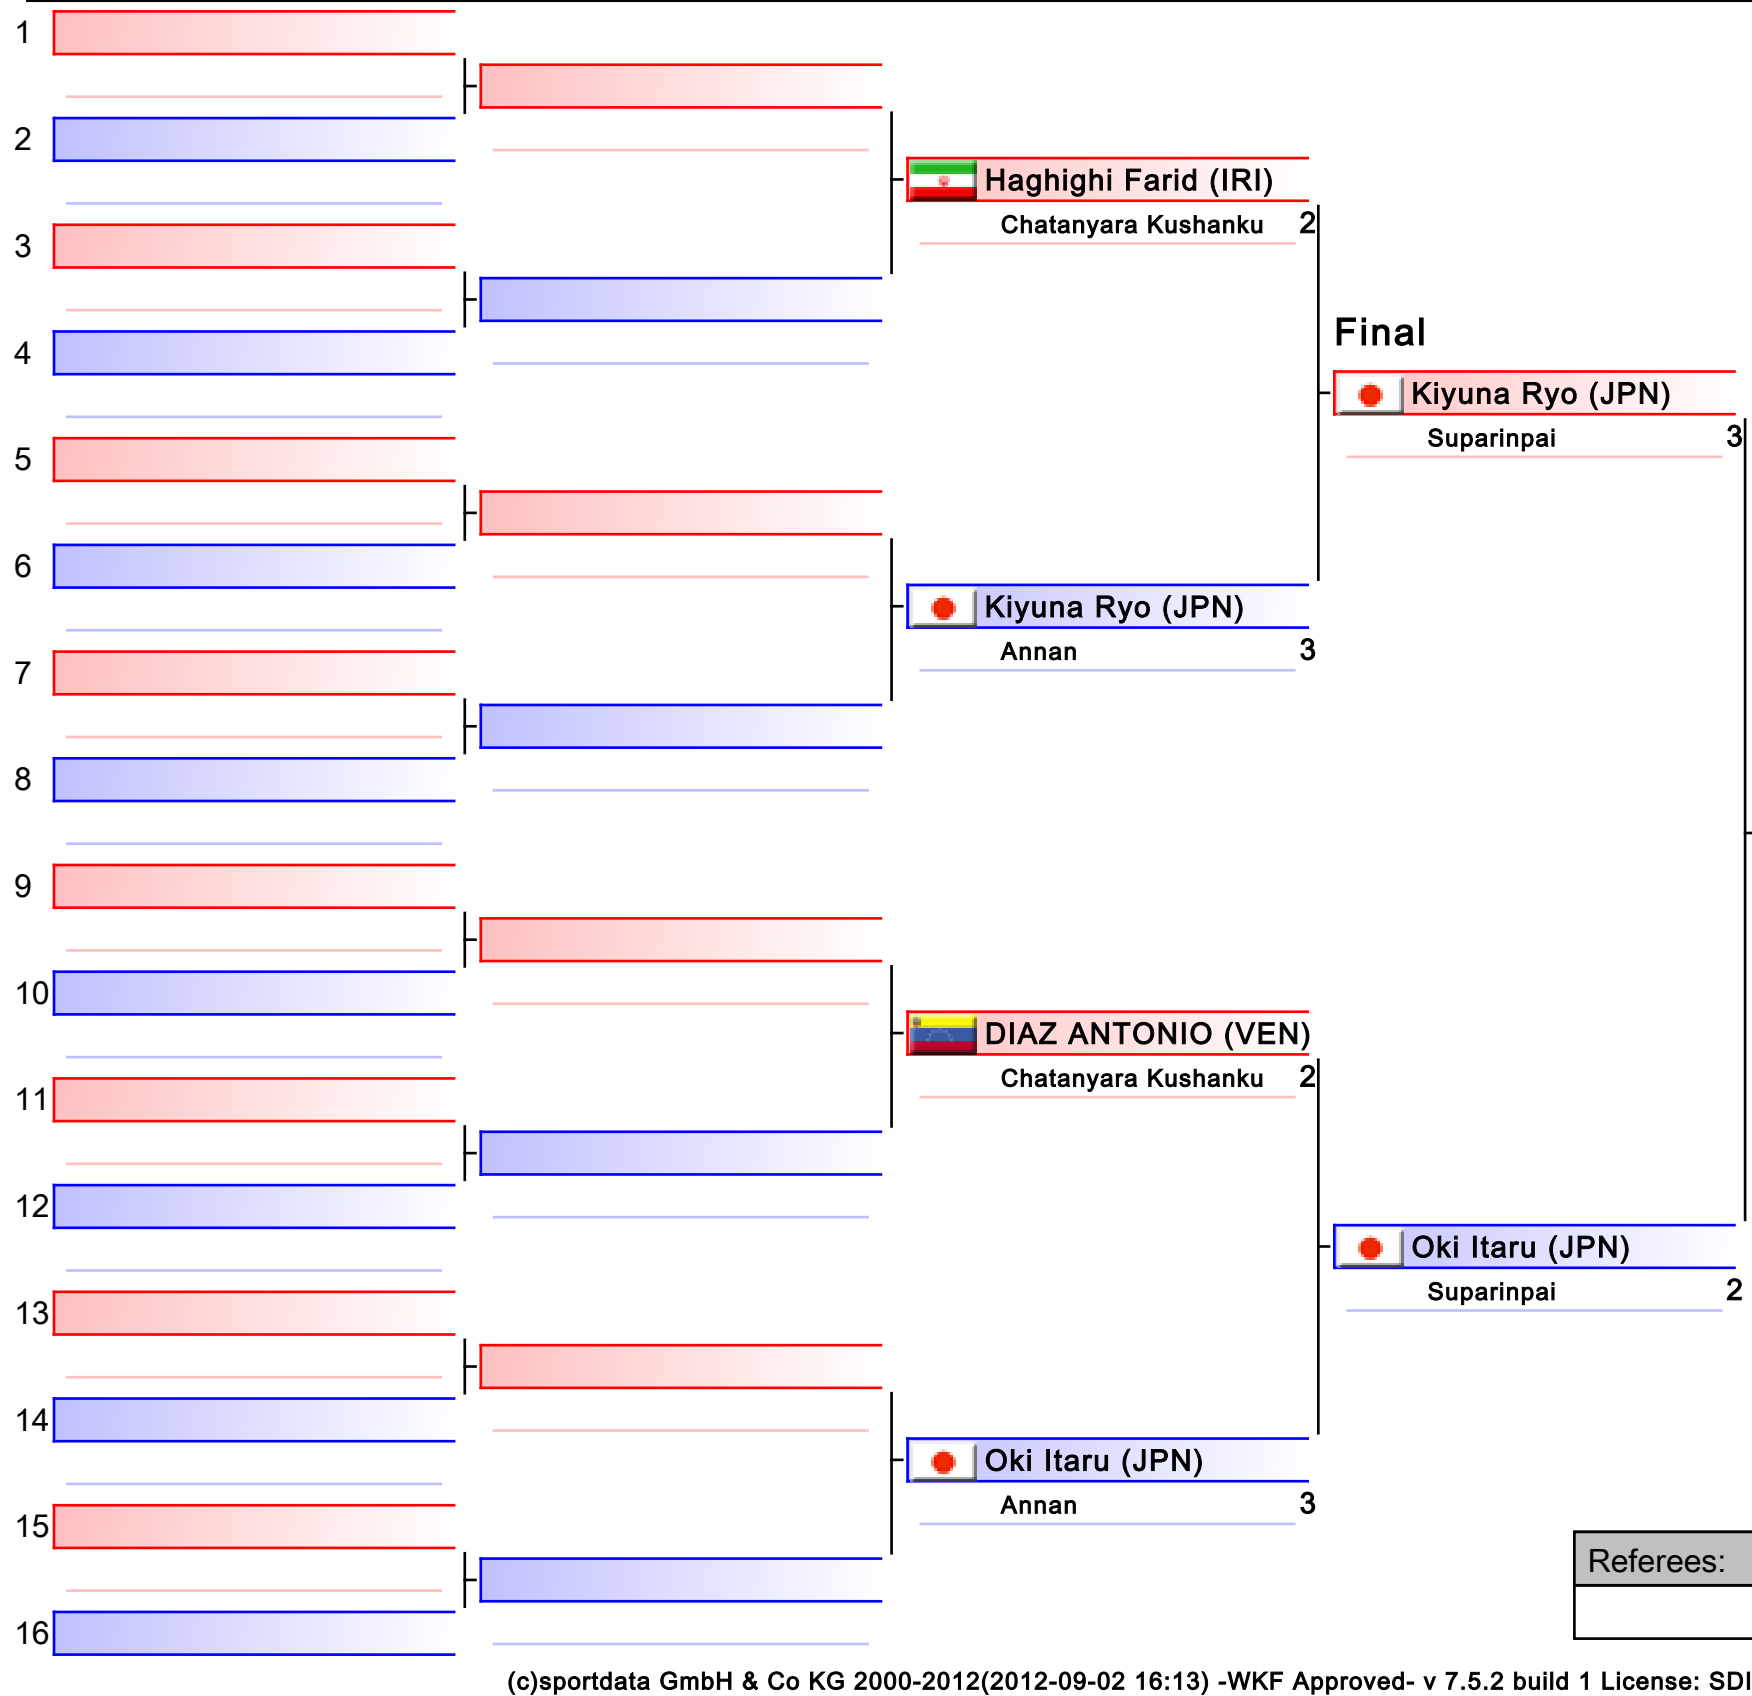 1
2
Haghighi Farid (IRI)
Chatanyara Kushanku 2
3
Final
4
Kiyuna Ryo (JPN)
Suparinpai 3
5
6
Kiyuna Ryo (JPN)
Annan 3
7
8
9
10
DIAZ ANTONIO (VEN)
Chatanyara Kushanku 2
11
12
Oki Itaru (JPN)
Suparinpai 2
13
14
Oki Itaru (JPN)
Annan 3
15
Referees:
16
(c)sportdata GmbH & Co KG 2000-2012(2012-09-02 16:13) -WKF Approved- v 7.5.2 build 1 License: SDI